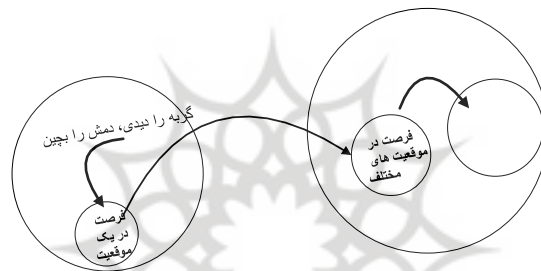 گربه را دیدی، دمش را بچین
فرصت
در یک
موقعیت
فرصت در
موقعیت های
مختلف